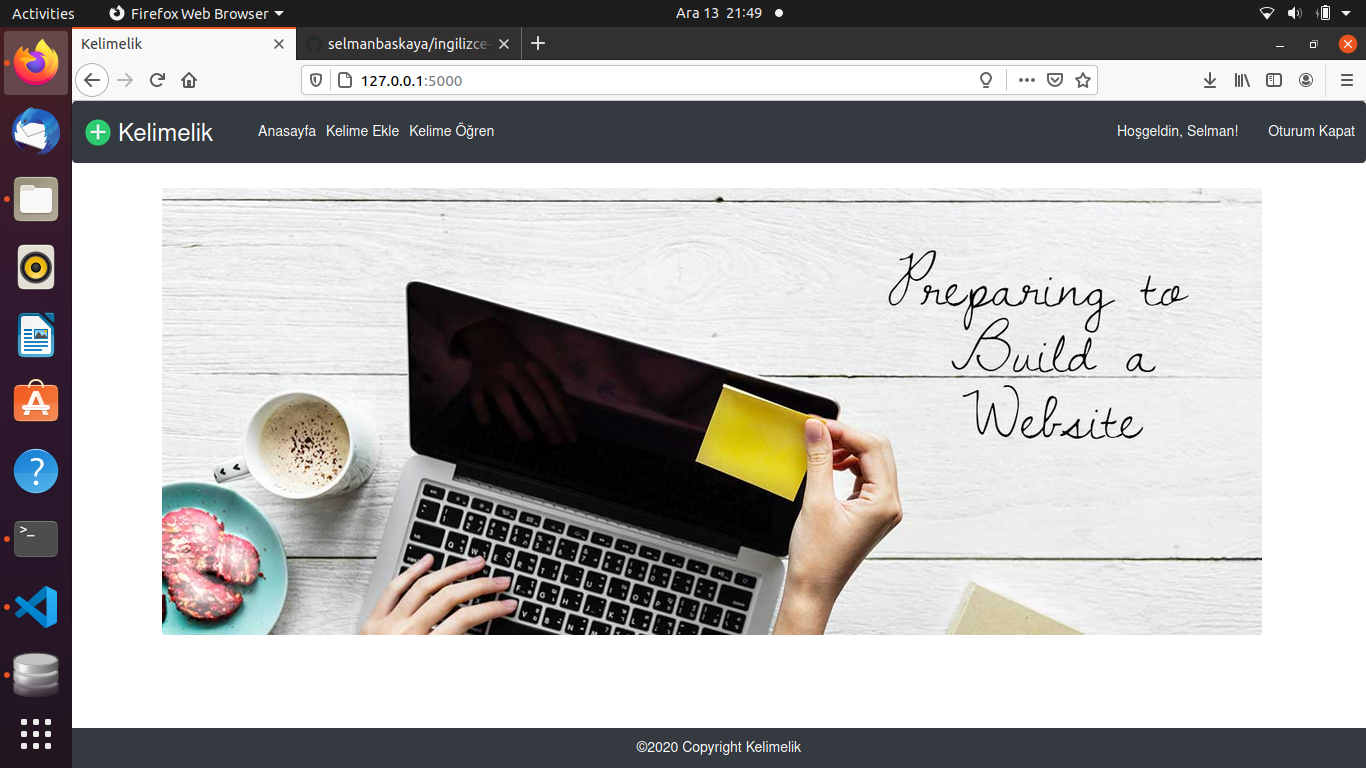 Activities Firefox Web Browser Ara 13 21:49
Kelimelik selmanbaskaya/ingilizce-
127.0.0.1:5000
Kelimelik Anasayfa Kelime Ekle Kelime Öğren Hoşgeldin, Selman! Oturum Kapat
Preparing to
Build a
Website
©2020 Copyright Kelimelik